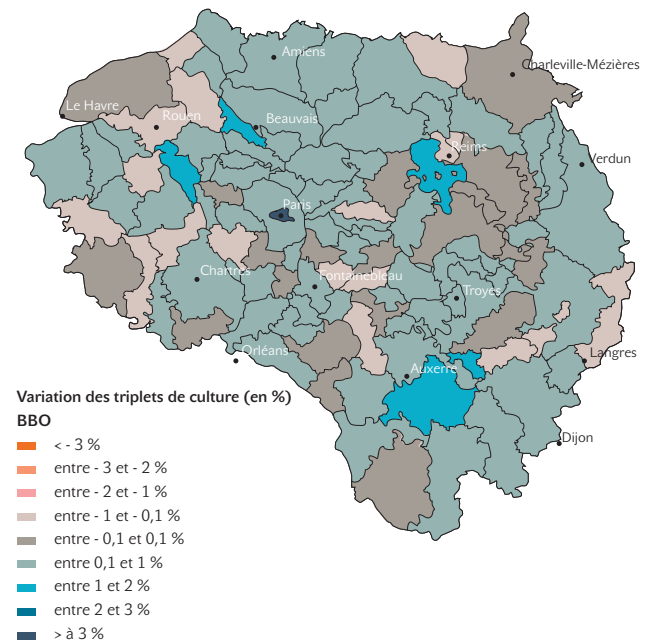 Amiens
Charleville-Mézières
Le Havre
Rouen
Beauvais
Reims
Verdun
Paris
Chartres
Fontainebleau
Troyes
Orléans
Auxerre
Langres
Dijon
Variation des triplets de culture (en %)
BBO
< - 3 %
entre - 3 et - 2 %
entre - 2 et - 1 %
entre - 1 et - 0,1 %
entre - 0,1 et 0,1 %
entre 0,1 et 1 %
entre 1 et 2 %
entre 2 et 3 %
> à 3 %